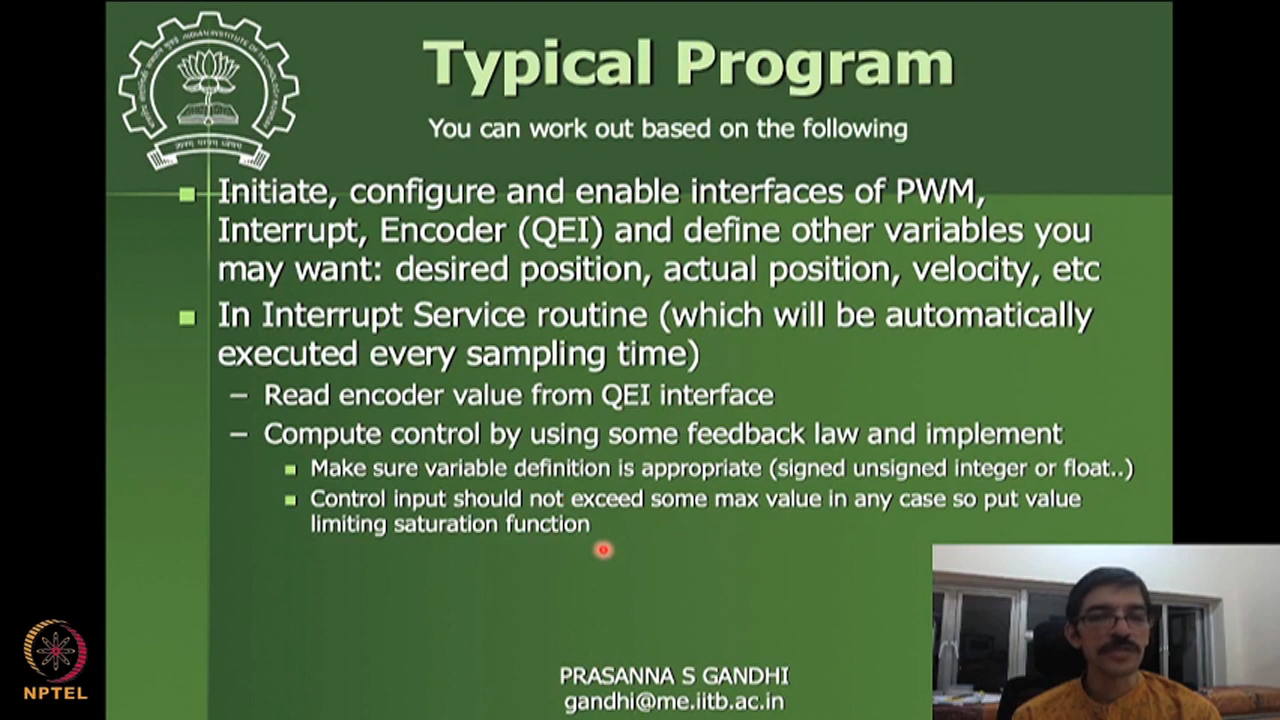 Typical Program
You can work out based on the following
Initiate, configure and enable interfaces of PWM,
Interrupt, Encoder (QEI) and define other variables you
may want: desired position, actual position, velocity, etc
In Interrupt Service routine (which will be automatically
executed every sampling time)
– Read encoder value from QEI interface
– Compute control by using some feedback law and implement
Make sure variable definition is appropriate (signed unsigned integer or float..)
Control input should not exceed some max value in any case so put value
limiting saturation function
PRASANNA S GANDHI
gandhi@me.iitb.ac.in
NPTEL